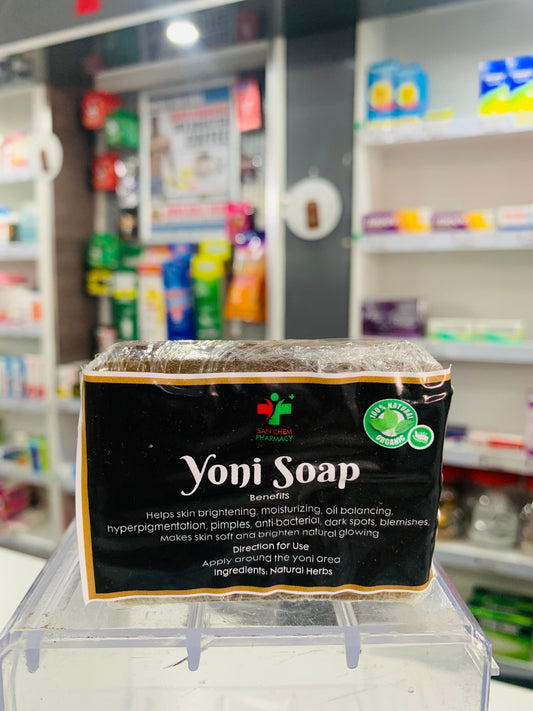 SAN CHEM
PHARMACY
100% NATURAL
ORGANIC
Yoni Soap
Benefits
Helps skin brightening, moisturizing, oil balancing,
hyperpigmentation, pimples, anti-bacterial, dark spots, blemishes,
Makes skin soft and brighten natural glowing
Direction for Use
Apply around the yoni area
Ingredients: Natural Herbs